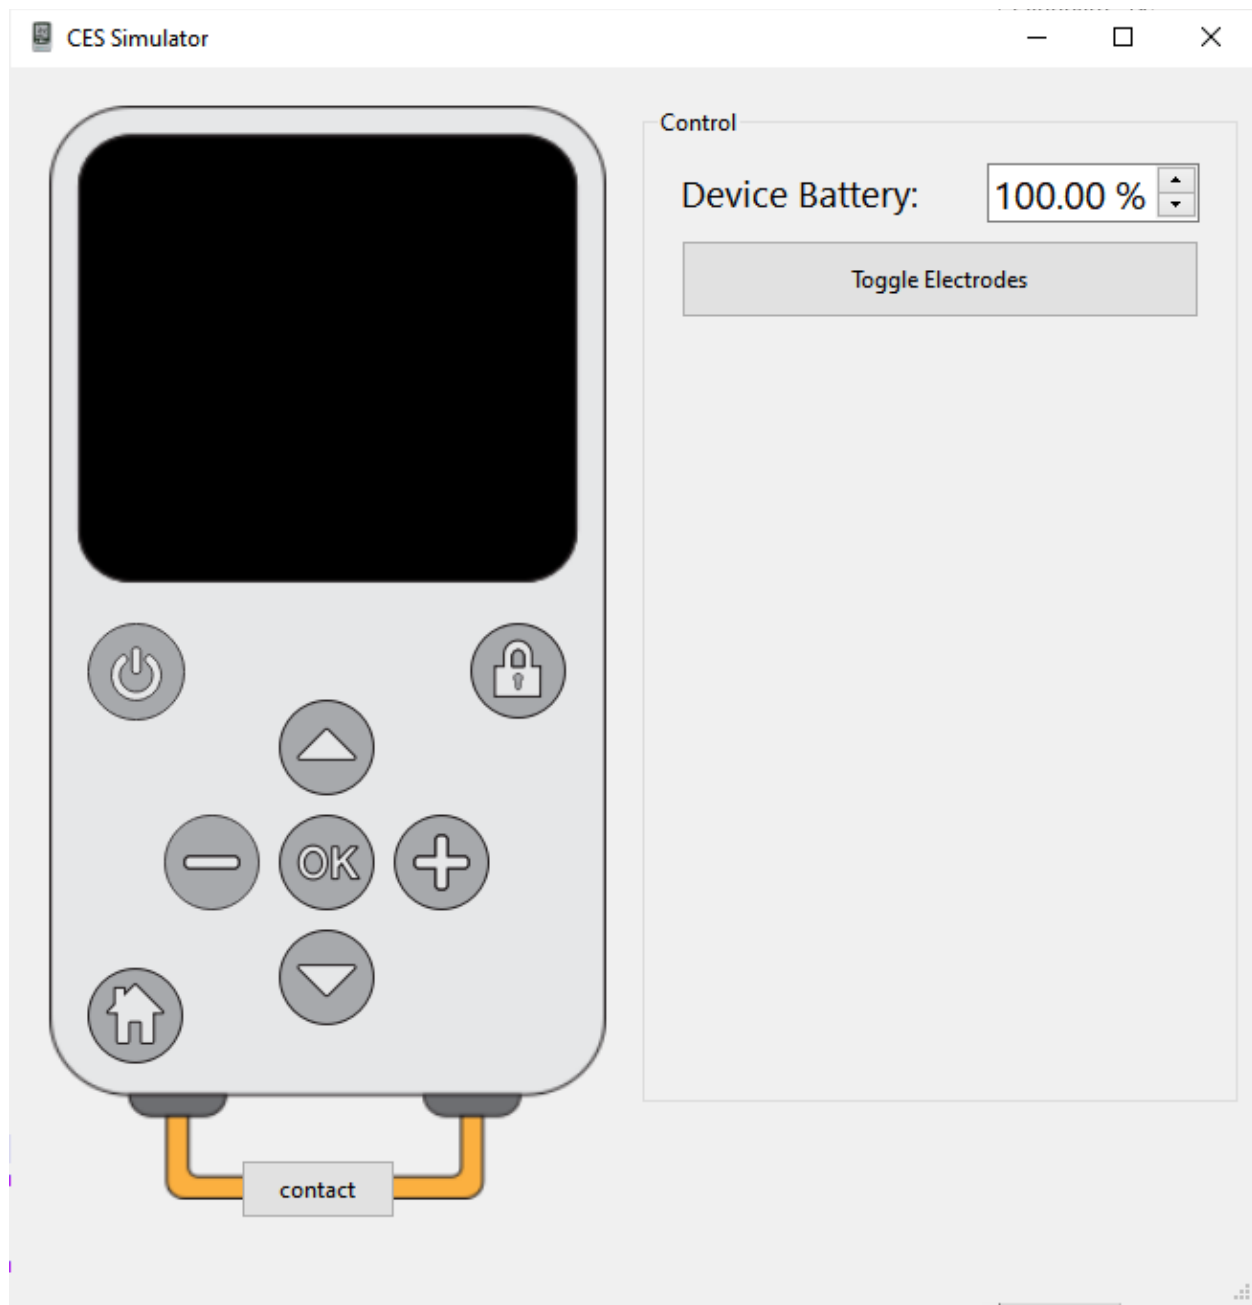 CES Simulator
Control
Device Battery:
100.00 %
Toggle Electrodes
OK
contact